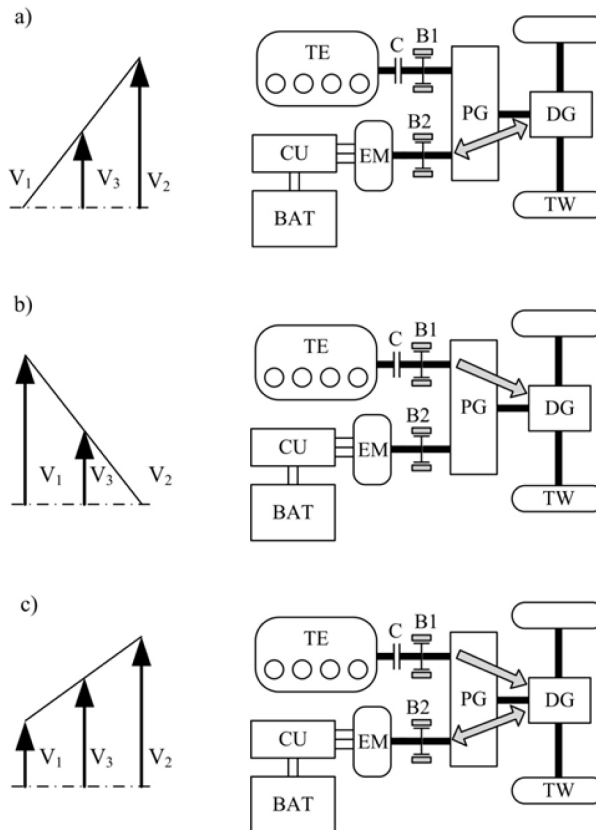 a)
V1 V3 V2
TE C B1
PG DG
B2
CU EM
BAT TW
b)
V1 V3 V2
TE C B1
PG DG
B2
CU EM
BAT TW
c)
V1 V3 V2
TE C B1
PG DG
B2
CU EM
BAT TW